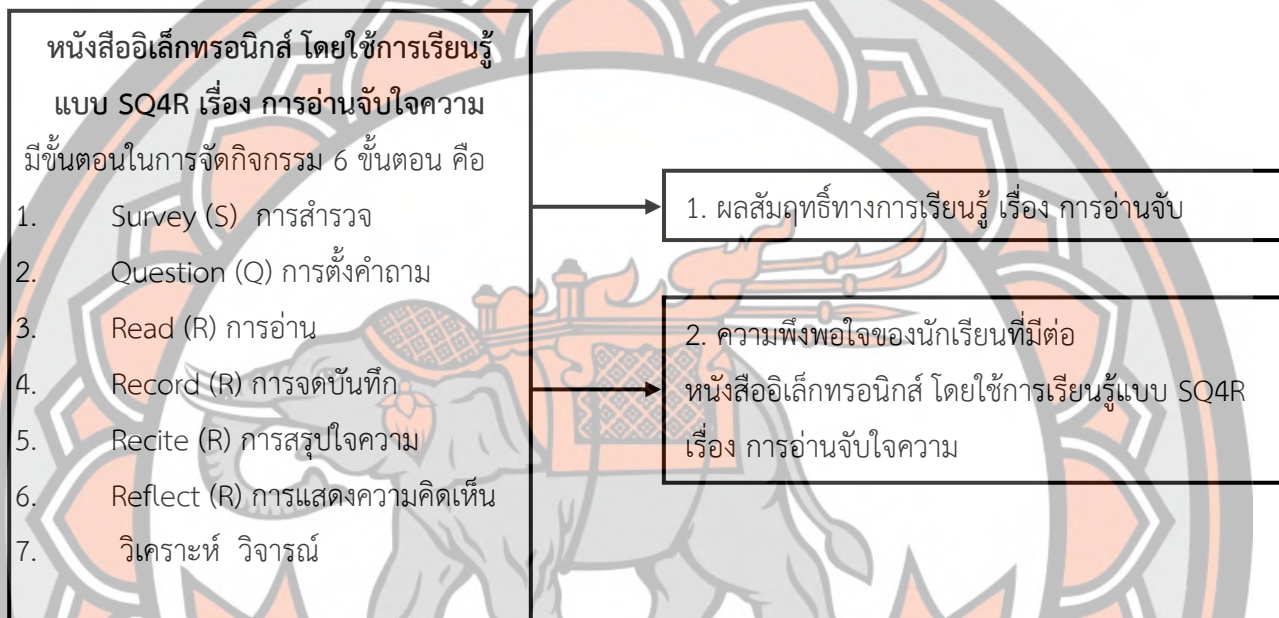 หนังสืออิเล็กทรอนิกส์ โดยใช้การเรียนรู้
แบบ SQ4R เรื่อง การอ่านจับใจความ
มีขั้นตอนในการจัดกิจกรรม 6 ขั้นตอน คือ
1. Survey (S) การสำรวจ
2. Question (Q) การตั้งคำถาม
3. Read (R) การอ่าน
4. Record (R) การจดบันทึก
5. Recite (R) การสรุปใจความ
6. Reflect (R) การแสดงความคิดเห็น
7. วิเคราะห์ วิจารณ์
1. ผลสัมฤทธิ์ทางการเรียนรู้ เรื่อง การอ่านจับ
2. ความพึงพอใจของนักเรียนที่มีต่อ
หนังสืออิเล็กทรอนิกส์ โดยใช้การเรียนรู้แบบ SQ4R
เรื่อง การอ่านจับใจความ